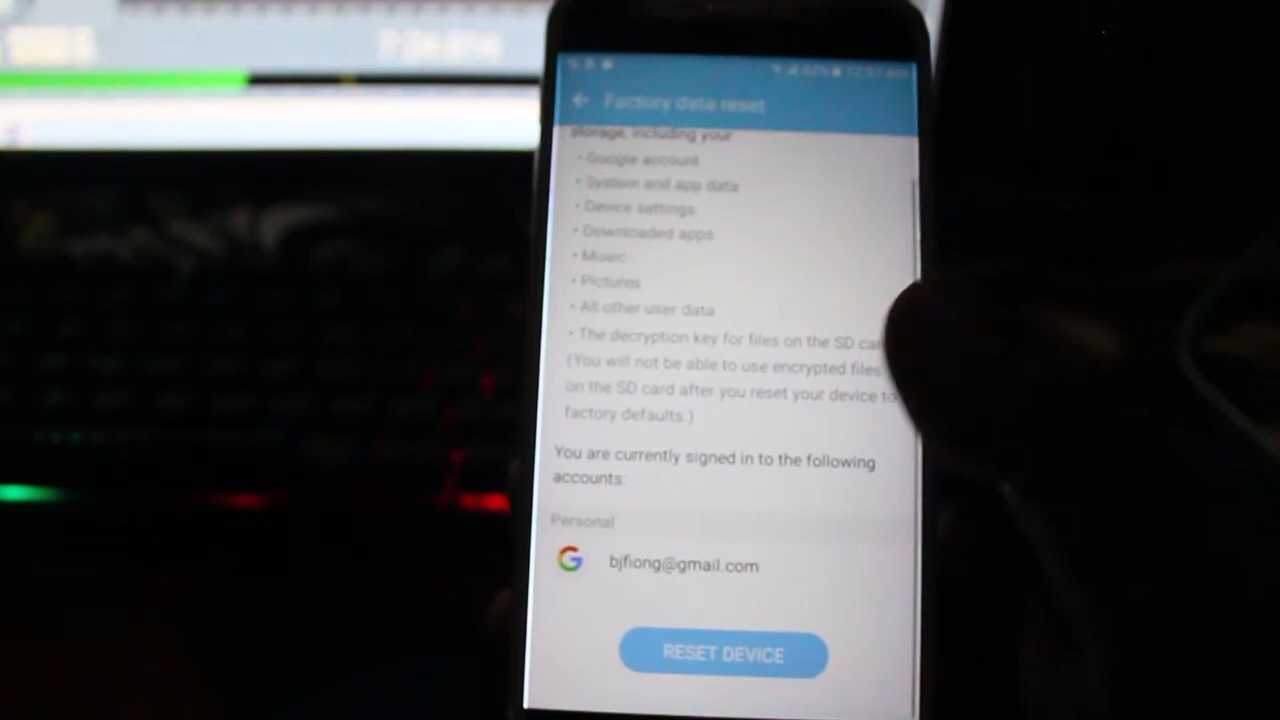 Factory data reset
storage, including your
• Google account
• System and app data
• Device settings
• Downloaded apps
• Music
• Pictures
• All other user data
• The decryption key for files on the SD
(You will not be able to use encrypted files
on the SD card after you reset your device to
factory defaults.)
You are currently signed in to the following
accounts:
Personal
G bjfiong@gmail.com
RESET DEVICE